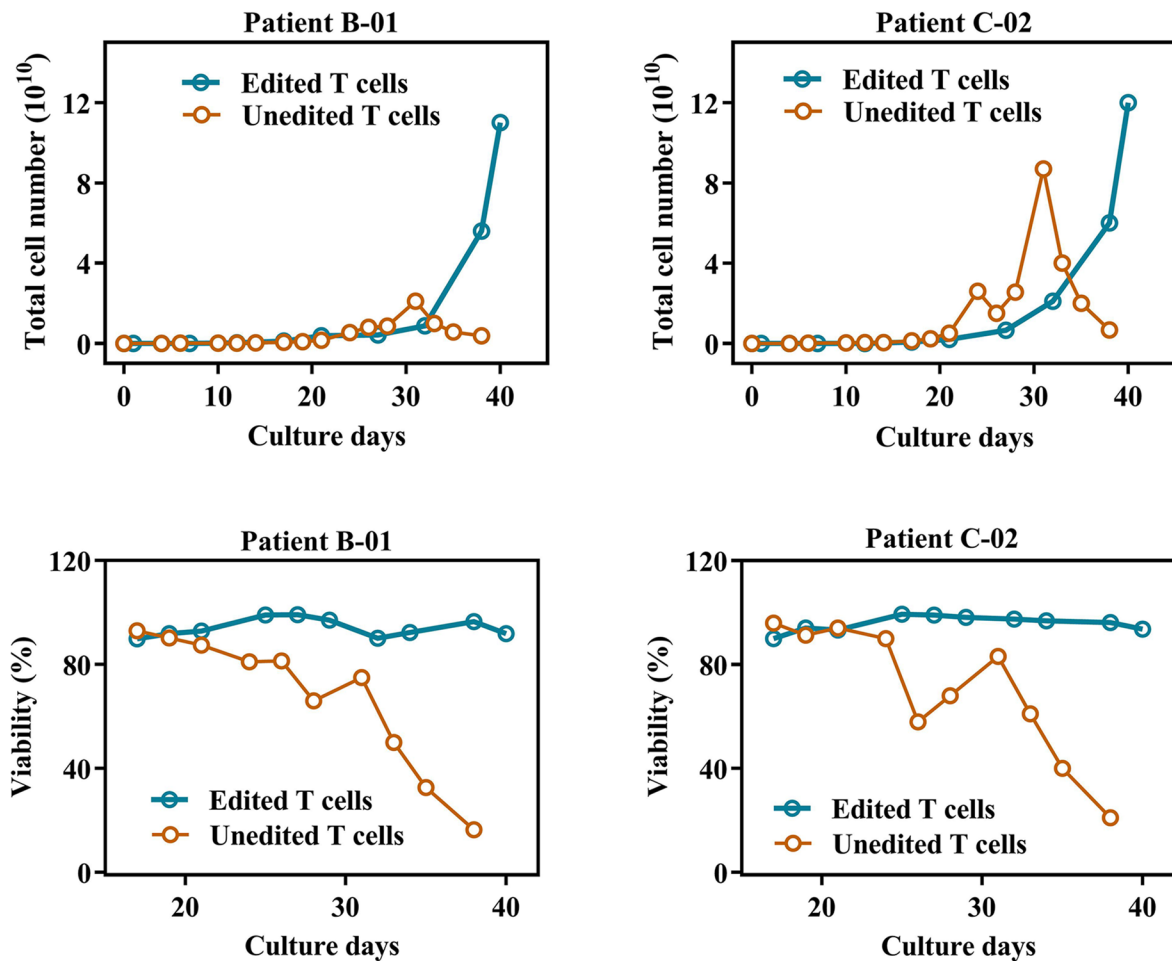 Patient B-01
Edited T cells
Unedited T cells
Total cell number (10^10)
12
8
4
0
0
10
20
30
40
Culture days
Patient C-02
Edited T cells
Unedited T cells
Total cell number (10^10)
12
8
4
0
0
10
20
30
40
Culture days
Patient B-01
120
80
40
0
Viability (%)
Edited T cells
Unedited T cells
20
30
40
Culture days
Patient C-02
120
80
40
0
Viability (%)
Edited T cells
Unedited T cells
20
30
40
Culture days